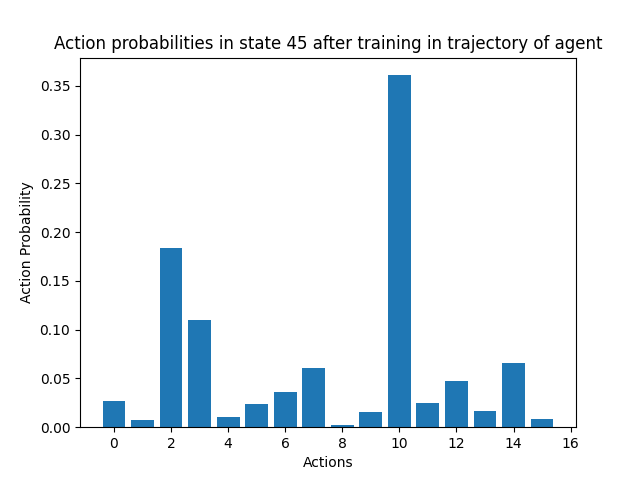 Action probabilities in state 45 after training in trajectory of agent
0.35
0.30
0.25
0.20
0.15
0.10
0.05
0.00
Action Probability
0 2 4 6 8 10 12 14 16
Actions